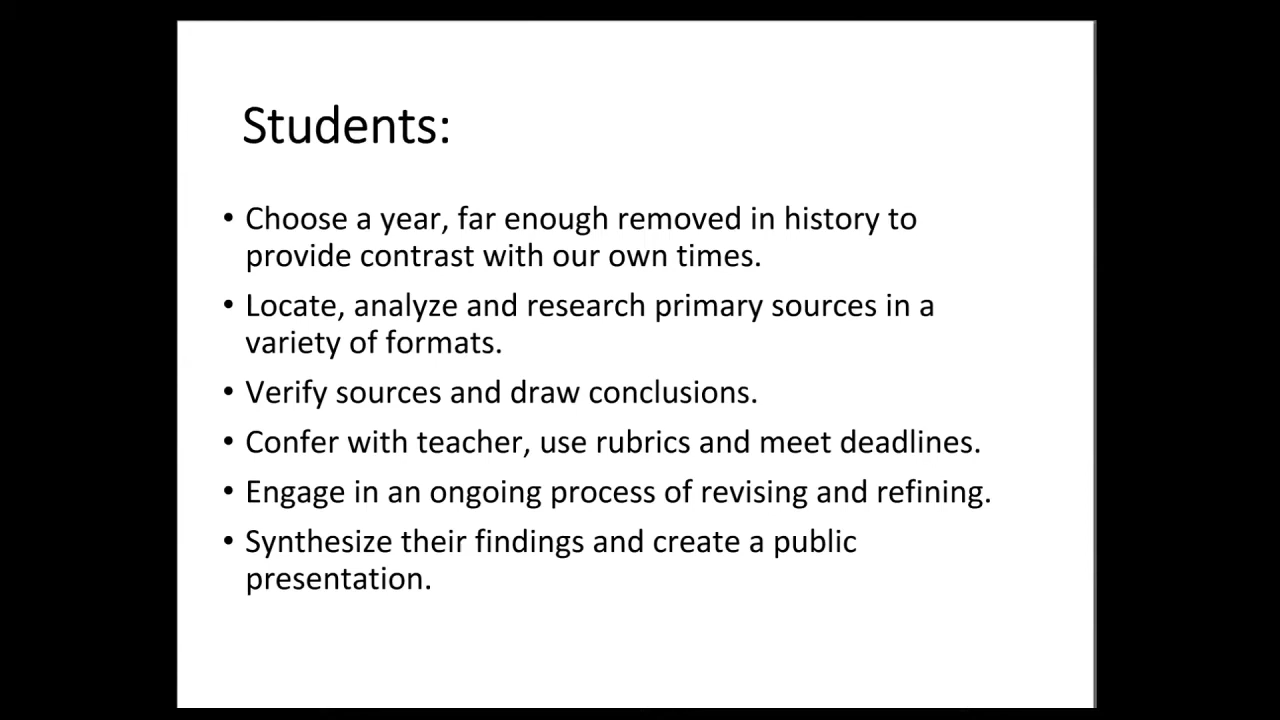 Students:
• Choose a year, far enough removed in history to
provide contrast with our own times.
• Locate, analyze and research primary sources in a
variety of formats.
• Verify sources and draw conclusions.
• Confer with teacher, use rubrics and meet deadlines.
• Engage in an ongoing process of revising and refining.
• Synthesize their findings and create a public
presentation.